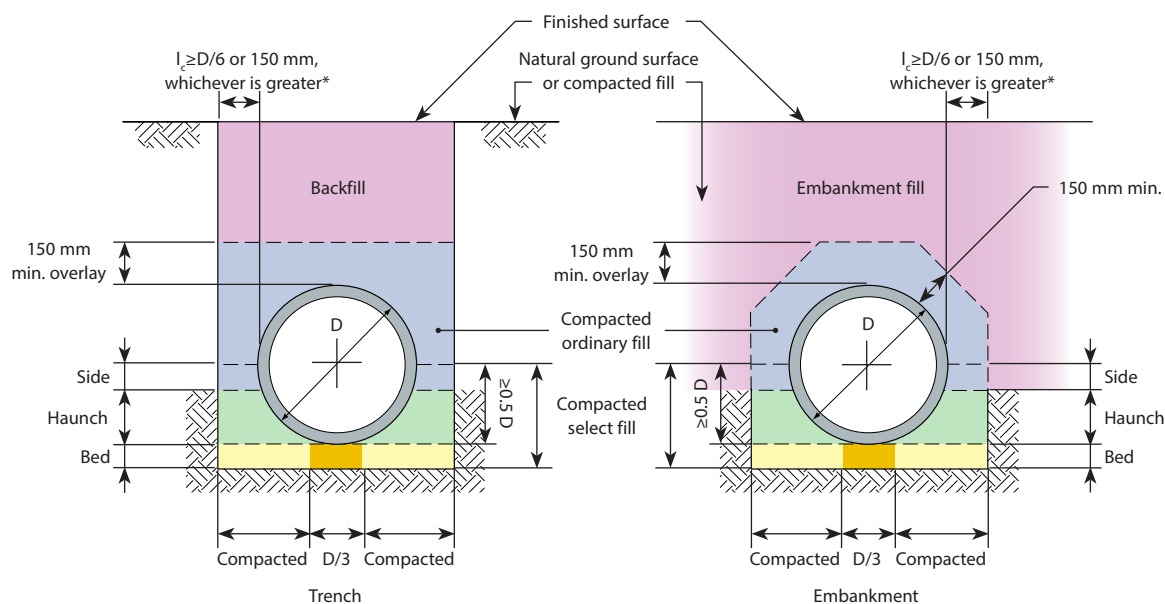 Finished surface
l_c≥D/6 or 150 mm,
whichever is greater*
Natural ground surface
or compacted fill
l_c≥D/6 or 150 mm,
whichever is greater*
Backfill
Embankment fill
150 mm min.
150 mm
min. overlay
150 mm
min. overlay
D
D
Compacted
ordinary fill
Side
Haunch
Bed
≥0.5 D
Compacted
select fill
≥0.5 D
Side
Haunch
Bed
Compacted D/3 Compacted
Compacted D/3 Compacted
Trench
Embankment